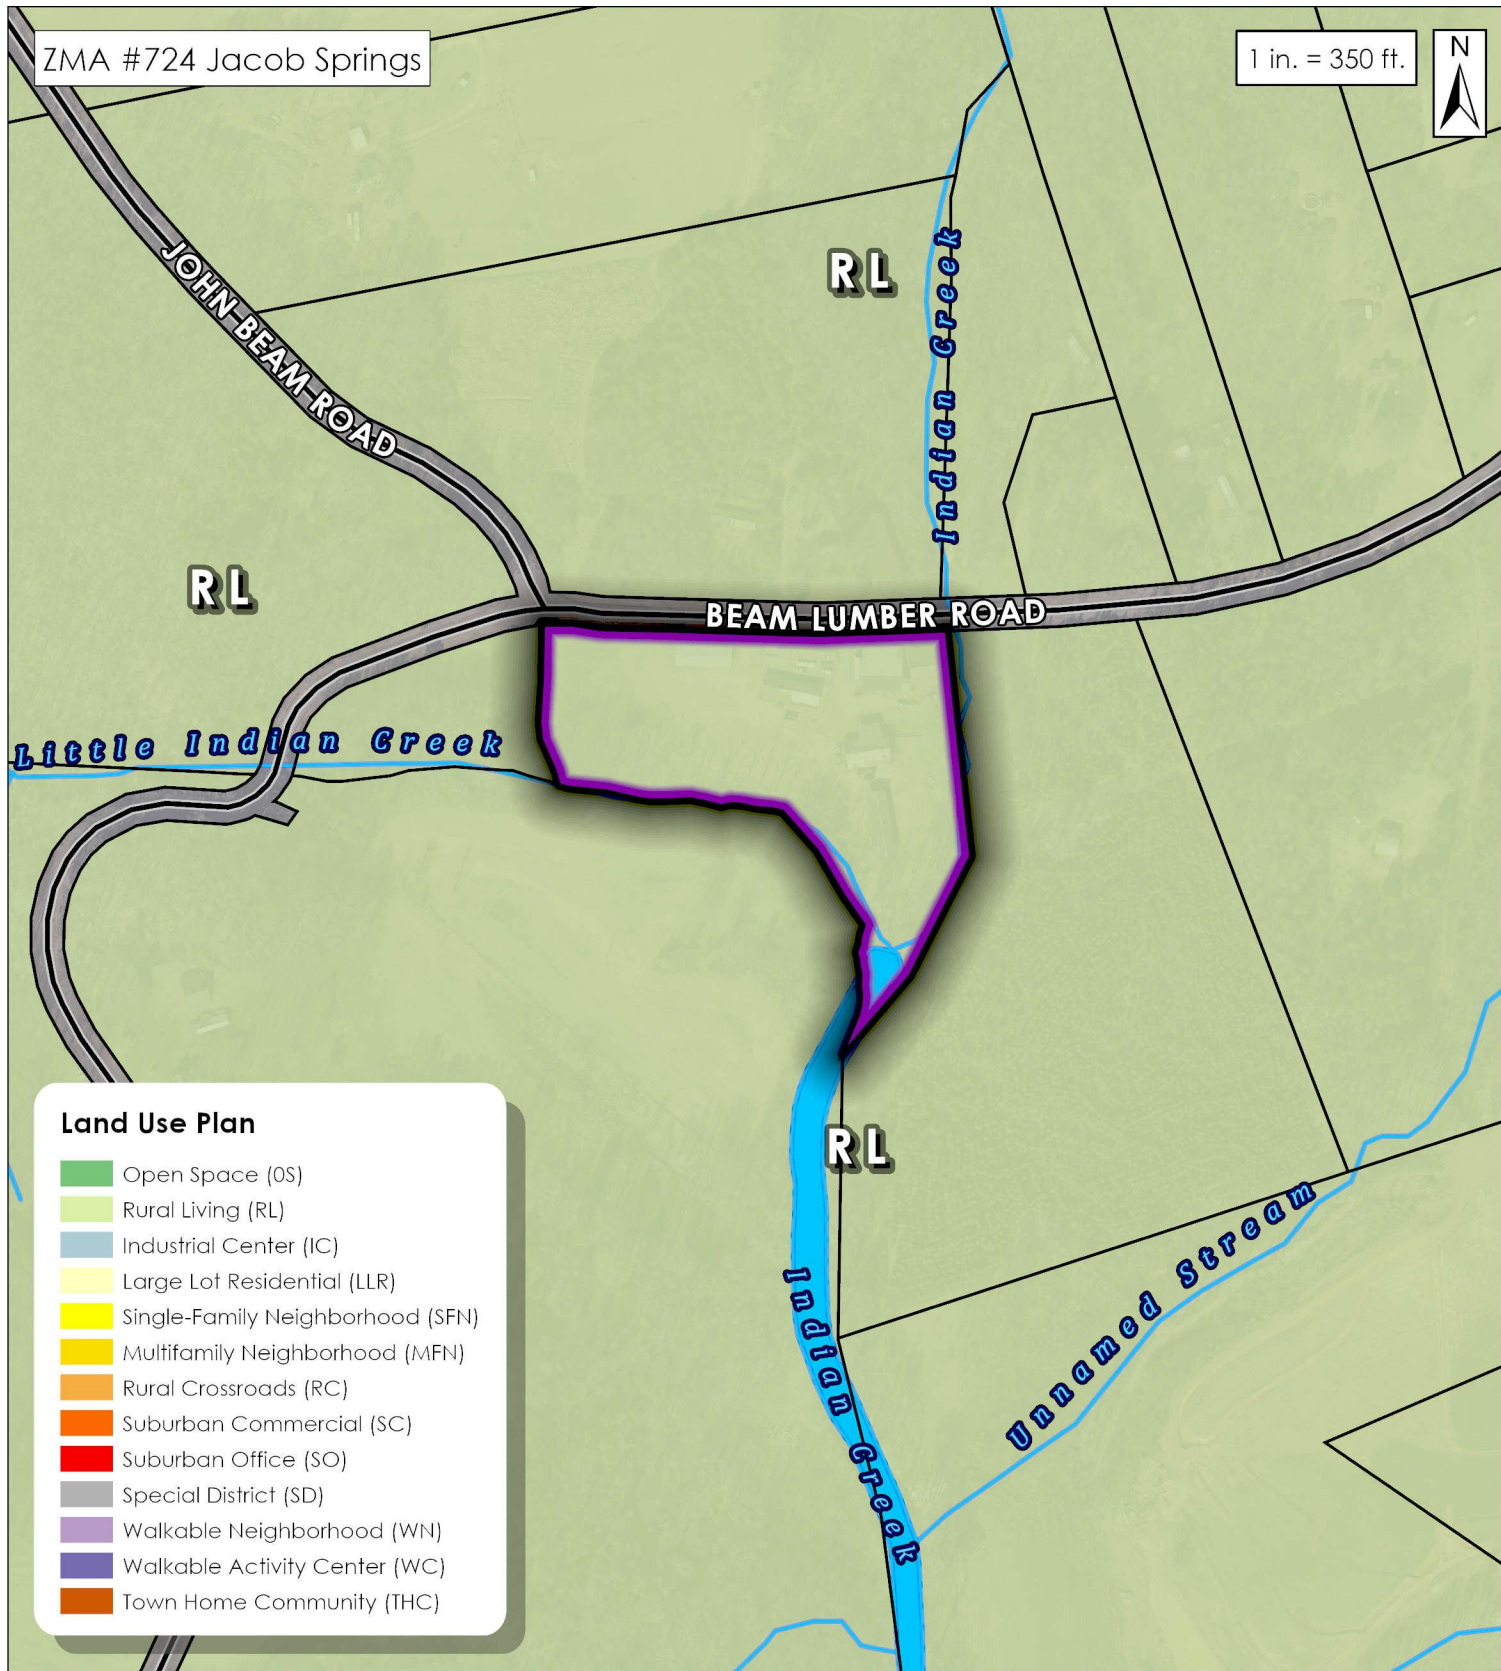 ZMA #724 Jacob Springs
1 in. = 350 ft.
N
RL
Indian Creek
JOHN BEAM ROAD
RL
BEAM LUMBER ROAD
Little Indian Creek
RL
Unnamed Stream
Indian Creek
Land Use Plan
Open Space (0S)
Rural Living (RL)
Industrial Center (IC)
Large Lot Residential (LLR)
Single-Family Neighborhood (SFN)
Multifamily Neighborhood (MFN)
Rural Crossroads (RC)
Suburban Commercial (SC)
Suburban Office (SO)
Special District (SD)
Walkable Neighborhood (WN)
Walkable Activity Center (WC)
Town Home Community (THC)